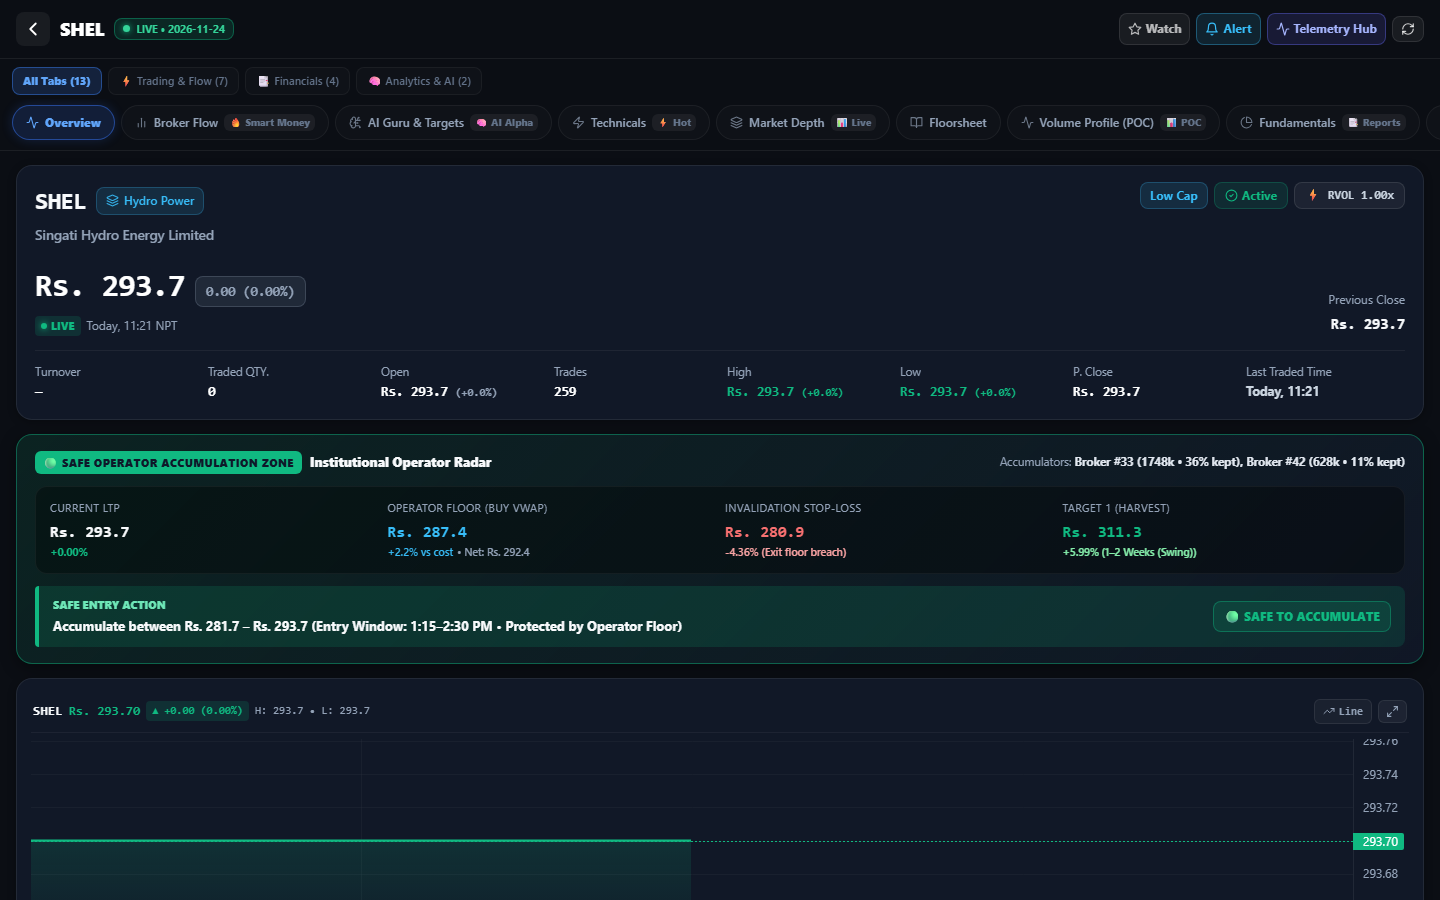 SHEL LIVE • 2026-11-24 Watch Alert Telemetry Hub
All Tabs (13) Trading & Flow (7) Financials (4) Analytics & AI (2)
Overview Broker Flow Smart Money AI Guru & Targets AI Alpha Technicals Hot Market Depth Live Floorsheet Volume Profile (POC) POC Fundamentals Reports
SHEL Hydro Power Low Cap Active RVOL 1.00x
Singati Hydro Energy Limited
Rs. 293.7 0.00 (0.00%)
Previous Close
LIVE Today, 11:21 NPT Rs. 293.7
Turnover Traded QTY. Open Trades High Low P. Close Last Traded Time
— 0 Rs. 293.7 (+0.0%) 259 Rs. 293.7 (+0.0%) Rs. 293.7 (+0.0%) Rs. 293.7 Today, 11:21
SAFE OPERATOR ACCUMULATION ZONE Institutional Operator Radar Accumulators: Broker #33 (1748k • 36% kept), Broker #42 (628k • 11% kept)
CURRENT LTP OPERATOR FLOOR (BUY VWAP) INVALIDATION STOP-LOSS TARGET 1 (HARVEST)
Rs. 293.7 Rs. 287.4 Rs. 280.9 Rs. 311.3
+0.00% +2.2% vs cost • Net: Rs. 292.4 -4.36% (Exit floor breach) +5.99% (1–2 Weeks (Swing))
SAFE ENTRY ACTION
Accumulate between Rs. 281.7 – Rs. 293.7 (Entry Window: 1:15–2:30 PM • Protected by Operator Floor) SAFE TO ACCUMULATE
SHEL Rs. 293.70 ▲ +0.00 (0.00%) H: 293.7 • L: 293.7 Line
293.76
293.74
293.72
293.70
293.68